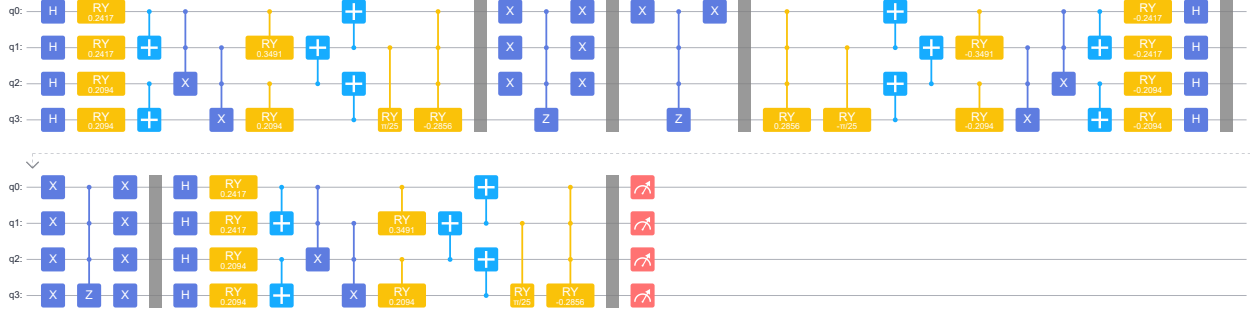 q0: H RY 0.2417 X X X X RY -0.2417 H
q1: H RY 0.2417 RY 0.3491 X X RY -0.3491 RY -0.2417 H
q2: H RY 0.2094 X X X X RY -0.2094 H
q3: H RY 0.2094 X RY 0.2094 RY π/25 RY -0.2856 Z Z RY 0.2856 RY -π/25 RY -0.2094 X RY -0.2094 H
q0: X X H RY 0.2417
q1: X X H RY 0.2417 RY 0.3491
q2: X X H RY 0.2094 X
q3: X Z X H RY 0.2094 X RY 0.2094 RY π/25 RY -0.2856